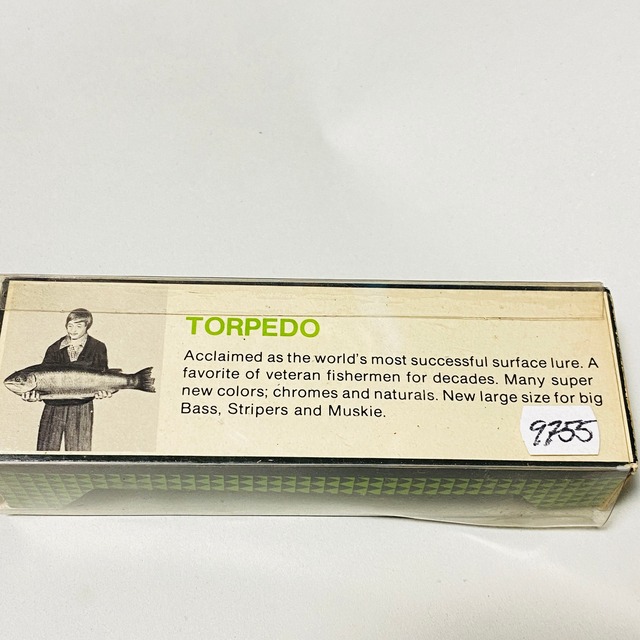 TORPEDO
Acclaimed as the world's most successful surface lure. A
favorite of veteran fishermen for decades. Many super
new colors; chromes and naturals. New large size for big
Bass, Stripers and Muskie.
9755